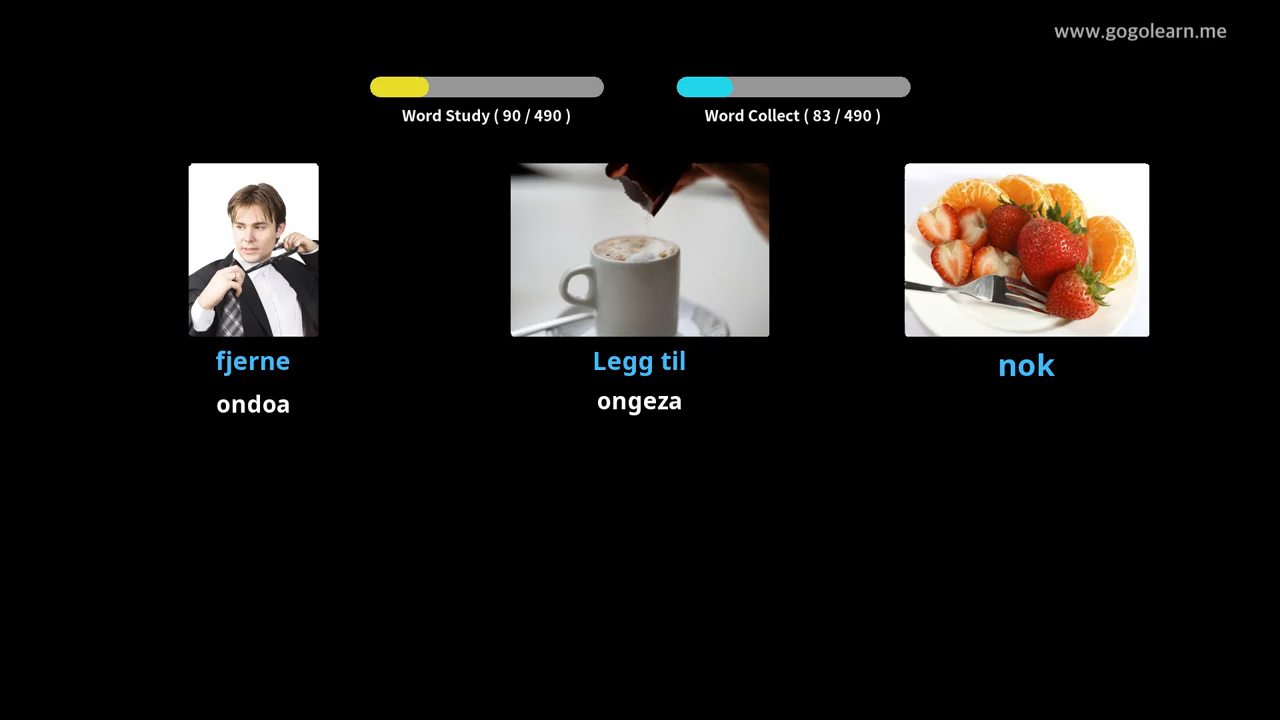 www.gogolearn.me
Word Study ( 90 / 490 )
Word Collect ( 83 / 490 )
fjerne
ondoa
Legg til
ongeza
nok